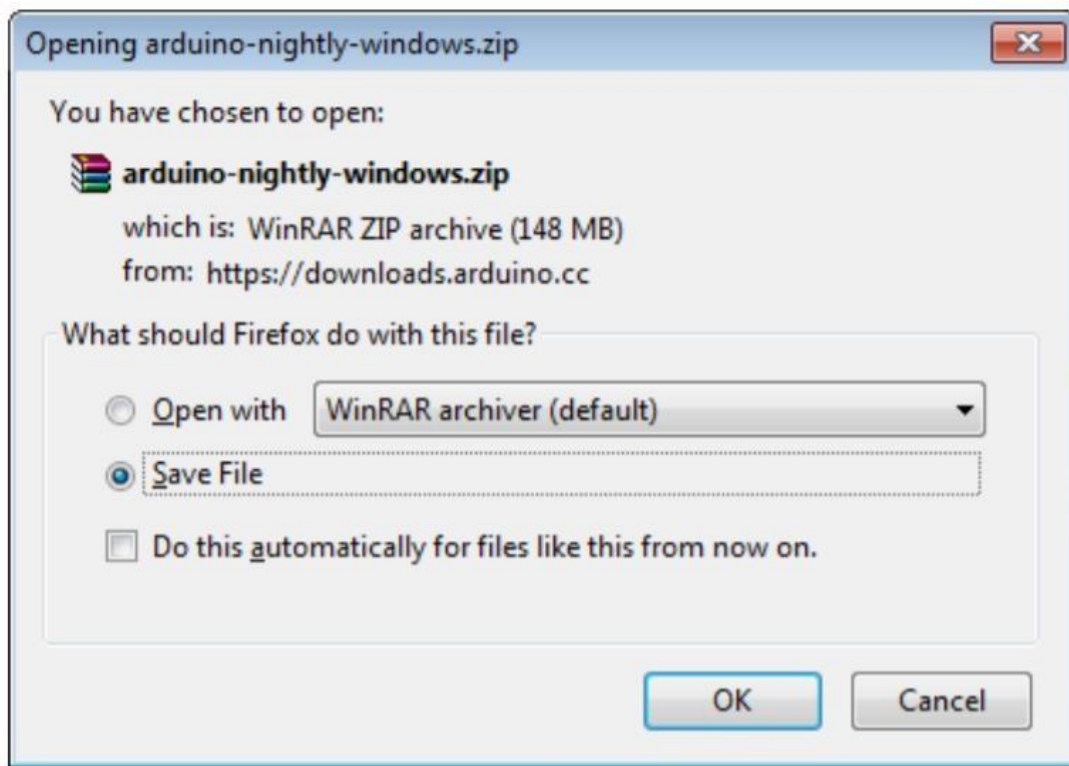 Opening arduino-nightly-windows.zip
You have chosen to open:
arduino-nightly-windows.zip
which is: WinRAR ZIP archive (148 MB)
from: https://downloads.arduino.cc
What should Firefox do with this file?
Open with WinRAR archiver (default)
Save File
Do this automatically for files like this from now on.
OK Cancel